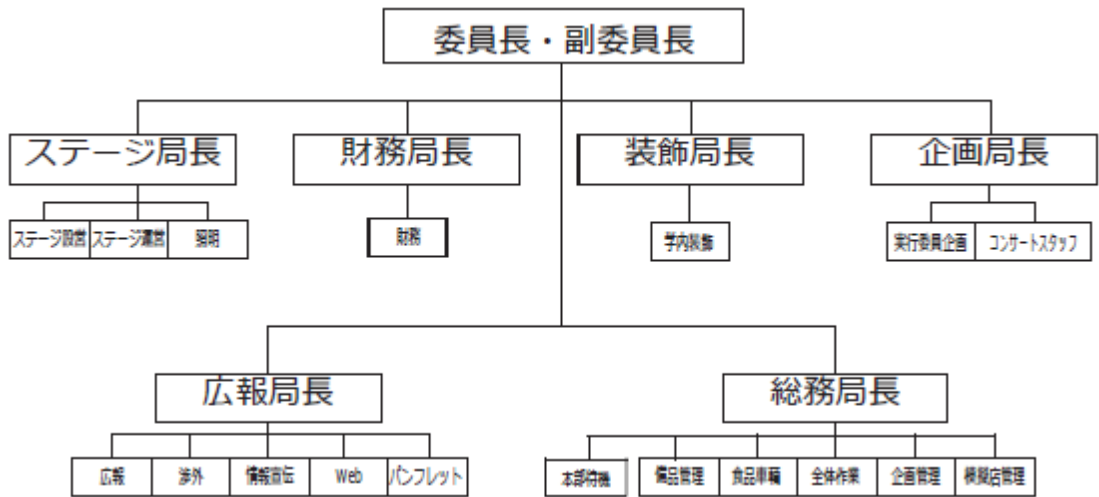 委員長・副委員長
ステージ局長 財務局長 装飾局長 企画局長
ステージ設営 ステージ運営 照明 財務 学内装飾 実行委員企画 コンサートスタッフ
広報局長 総務局長
広報 渉外 情報宣伝 Web パンフレット 本部待機 備品管理 食品車輌 全体作業 企画管理 模擬店管理